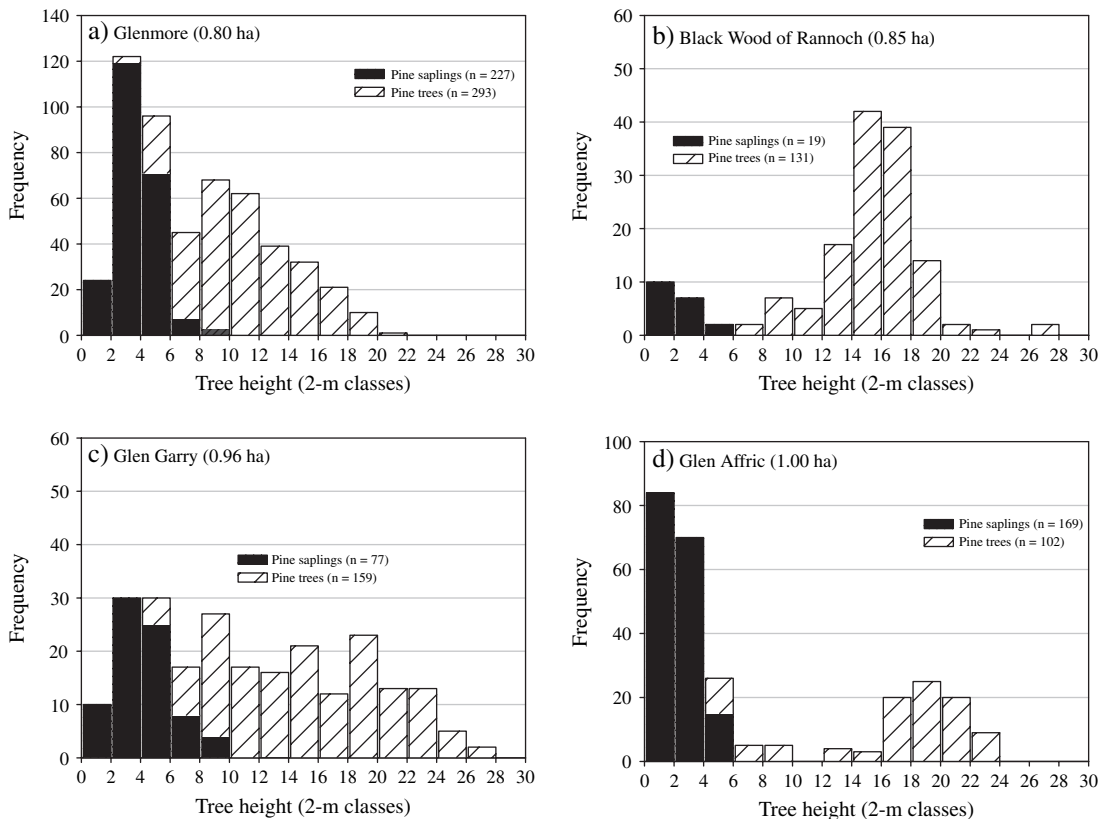 a) Glenmore (0.80 ha)
Pine saplings (n = 227)
Pine trees (n = 293)
Frequency
140
120
100
80
60
40
20
0
0 2 4 6 8 10 12 14 16 18 20 22 24 26 28 30
Tree height (2-m classes)
b) Black Wood of Rannoch (0.85 ha)
Pine saplings (n = 19)
Pine trees (n = 131)
Frequency
60
50
40
30
20
10
0
0 2 4 6 8 10 12 14 16 18 20 22 24 28 30
Tree height (2-m classes)
c) Glen Garry (0.96 ha)
Pine saplings (n = 77)
Pine trees (n = 159)
Frequency
60
50
40
30
20
10
0
0 2 4 6 8 10 12 14 16 18 20 22 24 26 28 30
Tree height (2-m classes)
d) Glen Affric (1.00 ha)
Pine saplings (n = 169)
Pine trees (n = 102)
Frequency
100
80
60
40
20
0
0 2 4 6 8 10 12 14 16 18 20 22 24 26 28 30
Tree height (2-m classes)